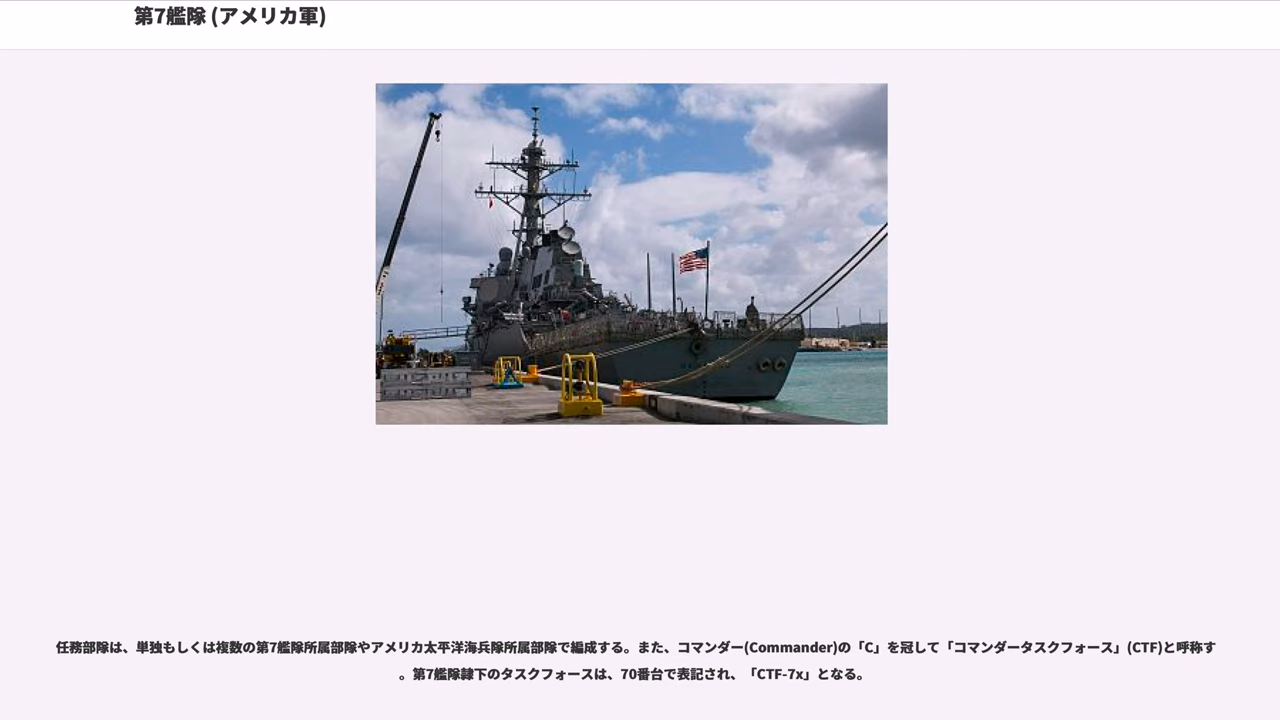 第7艦隊 (アメリカ軍)
任務部隊は、単独もしくは複数の第7艦隊所属部隊やアメリカ太平洋海兵隊所属部隊で編成する。また、コマンダー(Commander)の「C」を冠して「コマンダータスクフォース」(CTF)と呼称す
。第7艦隊隷下のタスクフォースは、70番台で表記され、「CTF-7x」となる。